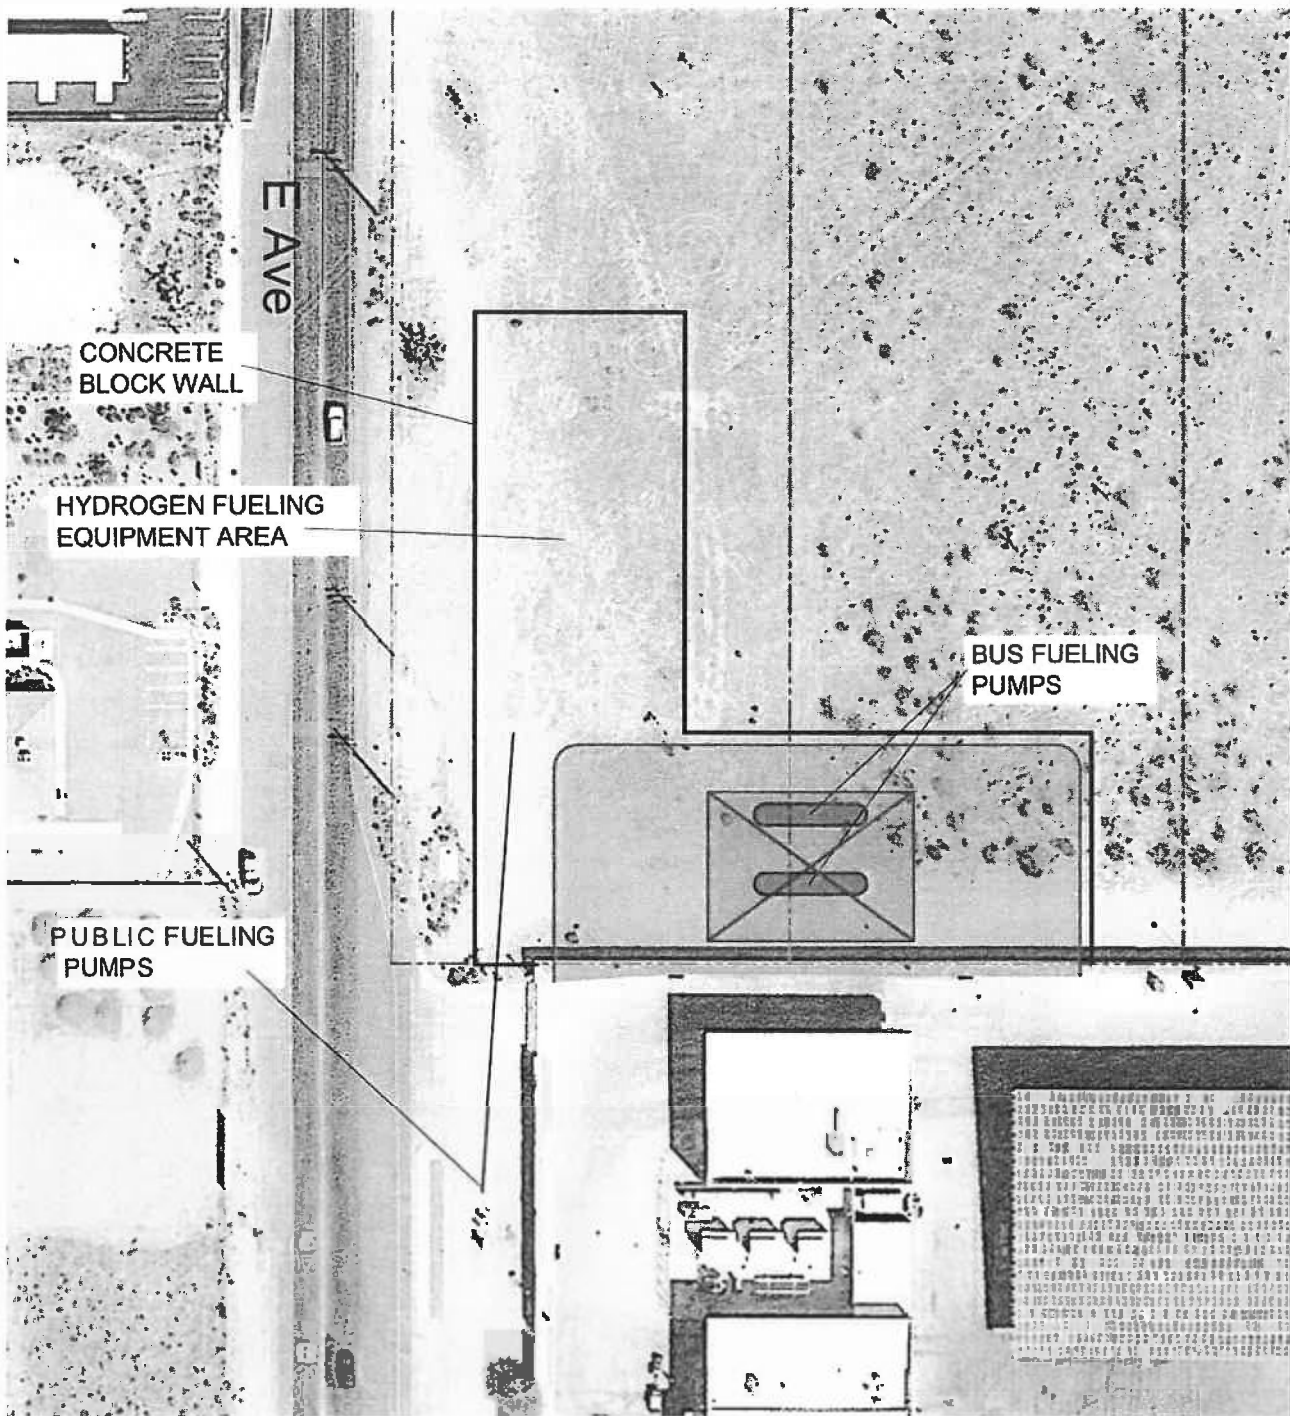 E Ave
CONCRETE
BLOCK WALL
HYDROGEN FUELING
EQUIPMENT AREA
BUS FUELING
PUMPS
PUBLIC FUELING
PUMPS